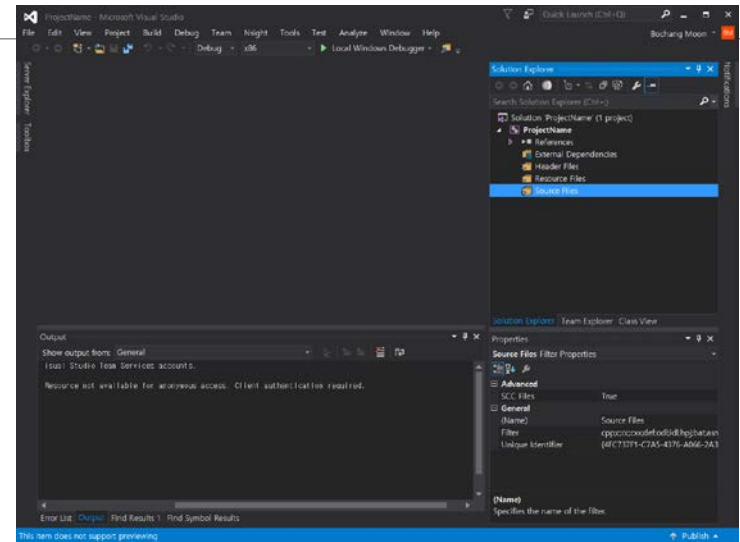 ProjectName - Microsoft Visual Studio
Quick Launch (Ctrl+Q)
File Edit View Project Build Debug Team Nsight Tools Test Analyze Window Help
Bochang Moon
Debug x86 Local Windows Debugger
Server Explorer Toolbox
Solution Explorer
Search Solution Explorer (Ctrl+;)
Solution 'ProjectName' (1 project)
ProjectName
References
External Dependencies
Header Files
Resource Files
Source Files
Solution Explorer Team Explorer Class View
Notifications
Output
Show output from: General
isual Studio Team Services accounts.
Resource not available for anonymous access. Client authentication required.
Error List Output Find Results 1 Find Symbol Results
Properties
Source Files Filter Properties
Advanced
SCC Files True
General
(Name) Source Files
Filter
Unique Identifier
(Name)
Specifies the name of the filter.
This item does not support previewing
Publish